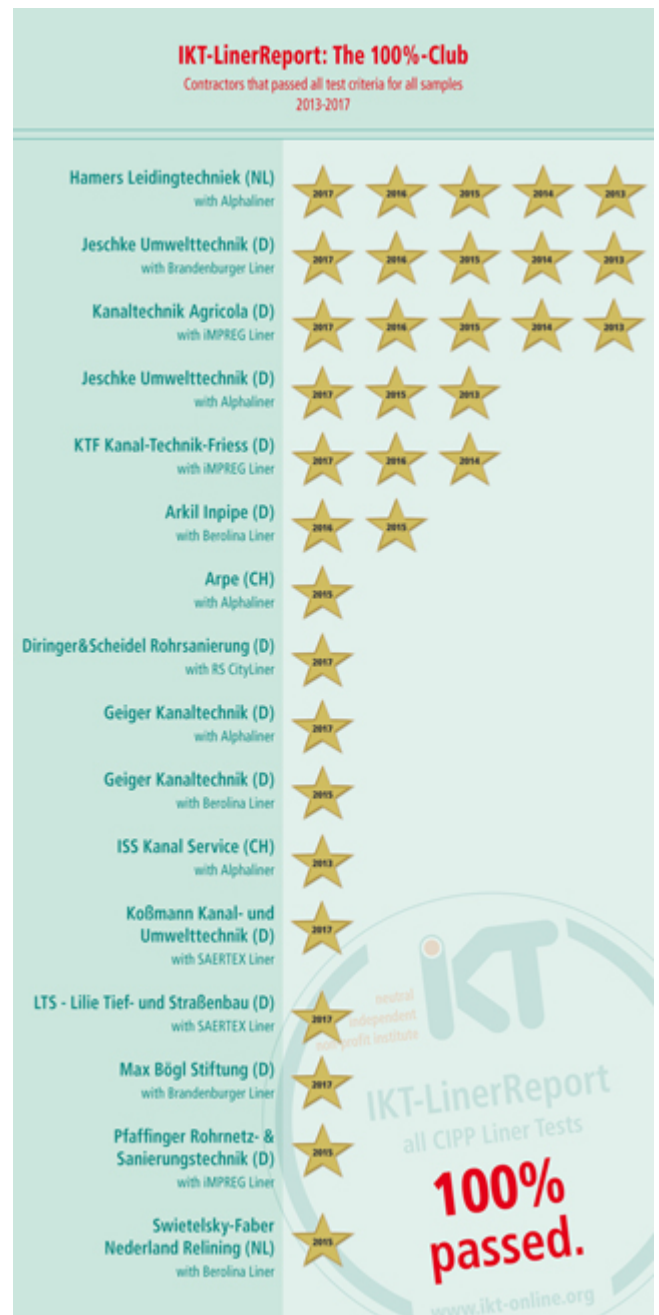 IKT-LinerReport: The 100%-Club
Contractors that passed all test criteria for all samples
2013-2017
Hamers Leidingtechniek (NL)
with Alphaliner
2017 2016 2015 2014 2013
Jeschke Umwelttechnik (D)
with Brandenburger Liner
2017 2016 2015 2014 2013
Kanaltechnik Agricola (D)
with iMPREG Liner
2017 2016 2015 2014 2013
Jeschke Umwelttechnik (D)
with Alphaliner
2017 2015 2013
KTF Kanal-Technik-Friess (D)
with iMPREG Liner
2017 2016 2014
Arkil Inpipe (D)
with Berolina Liner
2016 2015
Arpe (CH)
with Alphaliner
2015
Diringer&Scheidel Rohrsanierung (D)
with RS CityLiner
2017
Geiger Kanaltechnik (D)
with Alphaliner
2017
Geiger Kanaltechnik (D)
with Berolina Liner
2015
ISS Kanal Service (CH)
with Alphaliner
2013
Koßmann Kanal- und
Umwelttechnik (D)
with SAERTEX Liner
2017
LTS - Lilie Tief- und Straßenbau (D)
with SAERTEX Liner
2017
Max Bögl Stiftung (D)
with Brandenburger Liner
2017
Pfaffinger Rohrnetz- &
Sanierungstechnik (D)
with iMPREG Liner
2015
Swietelsky-Faber
Nederland Relining (NL)
with Berolina Liner
2015
iKT
neutral
independent
non profit institute
IKT-LinerReport
all CIPP Liner Tests
100%
passed.
www.ikt-online.org